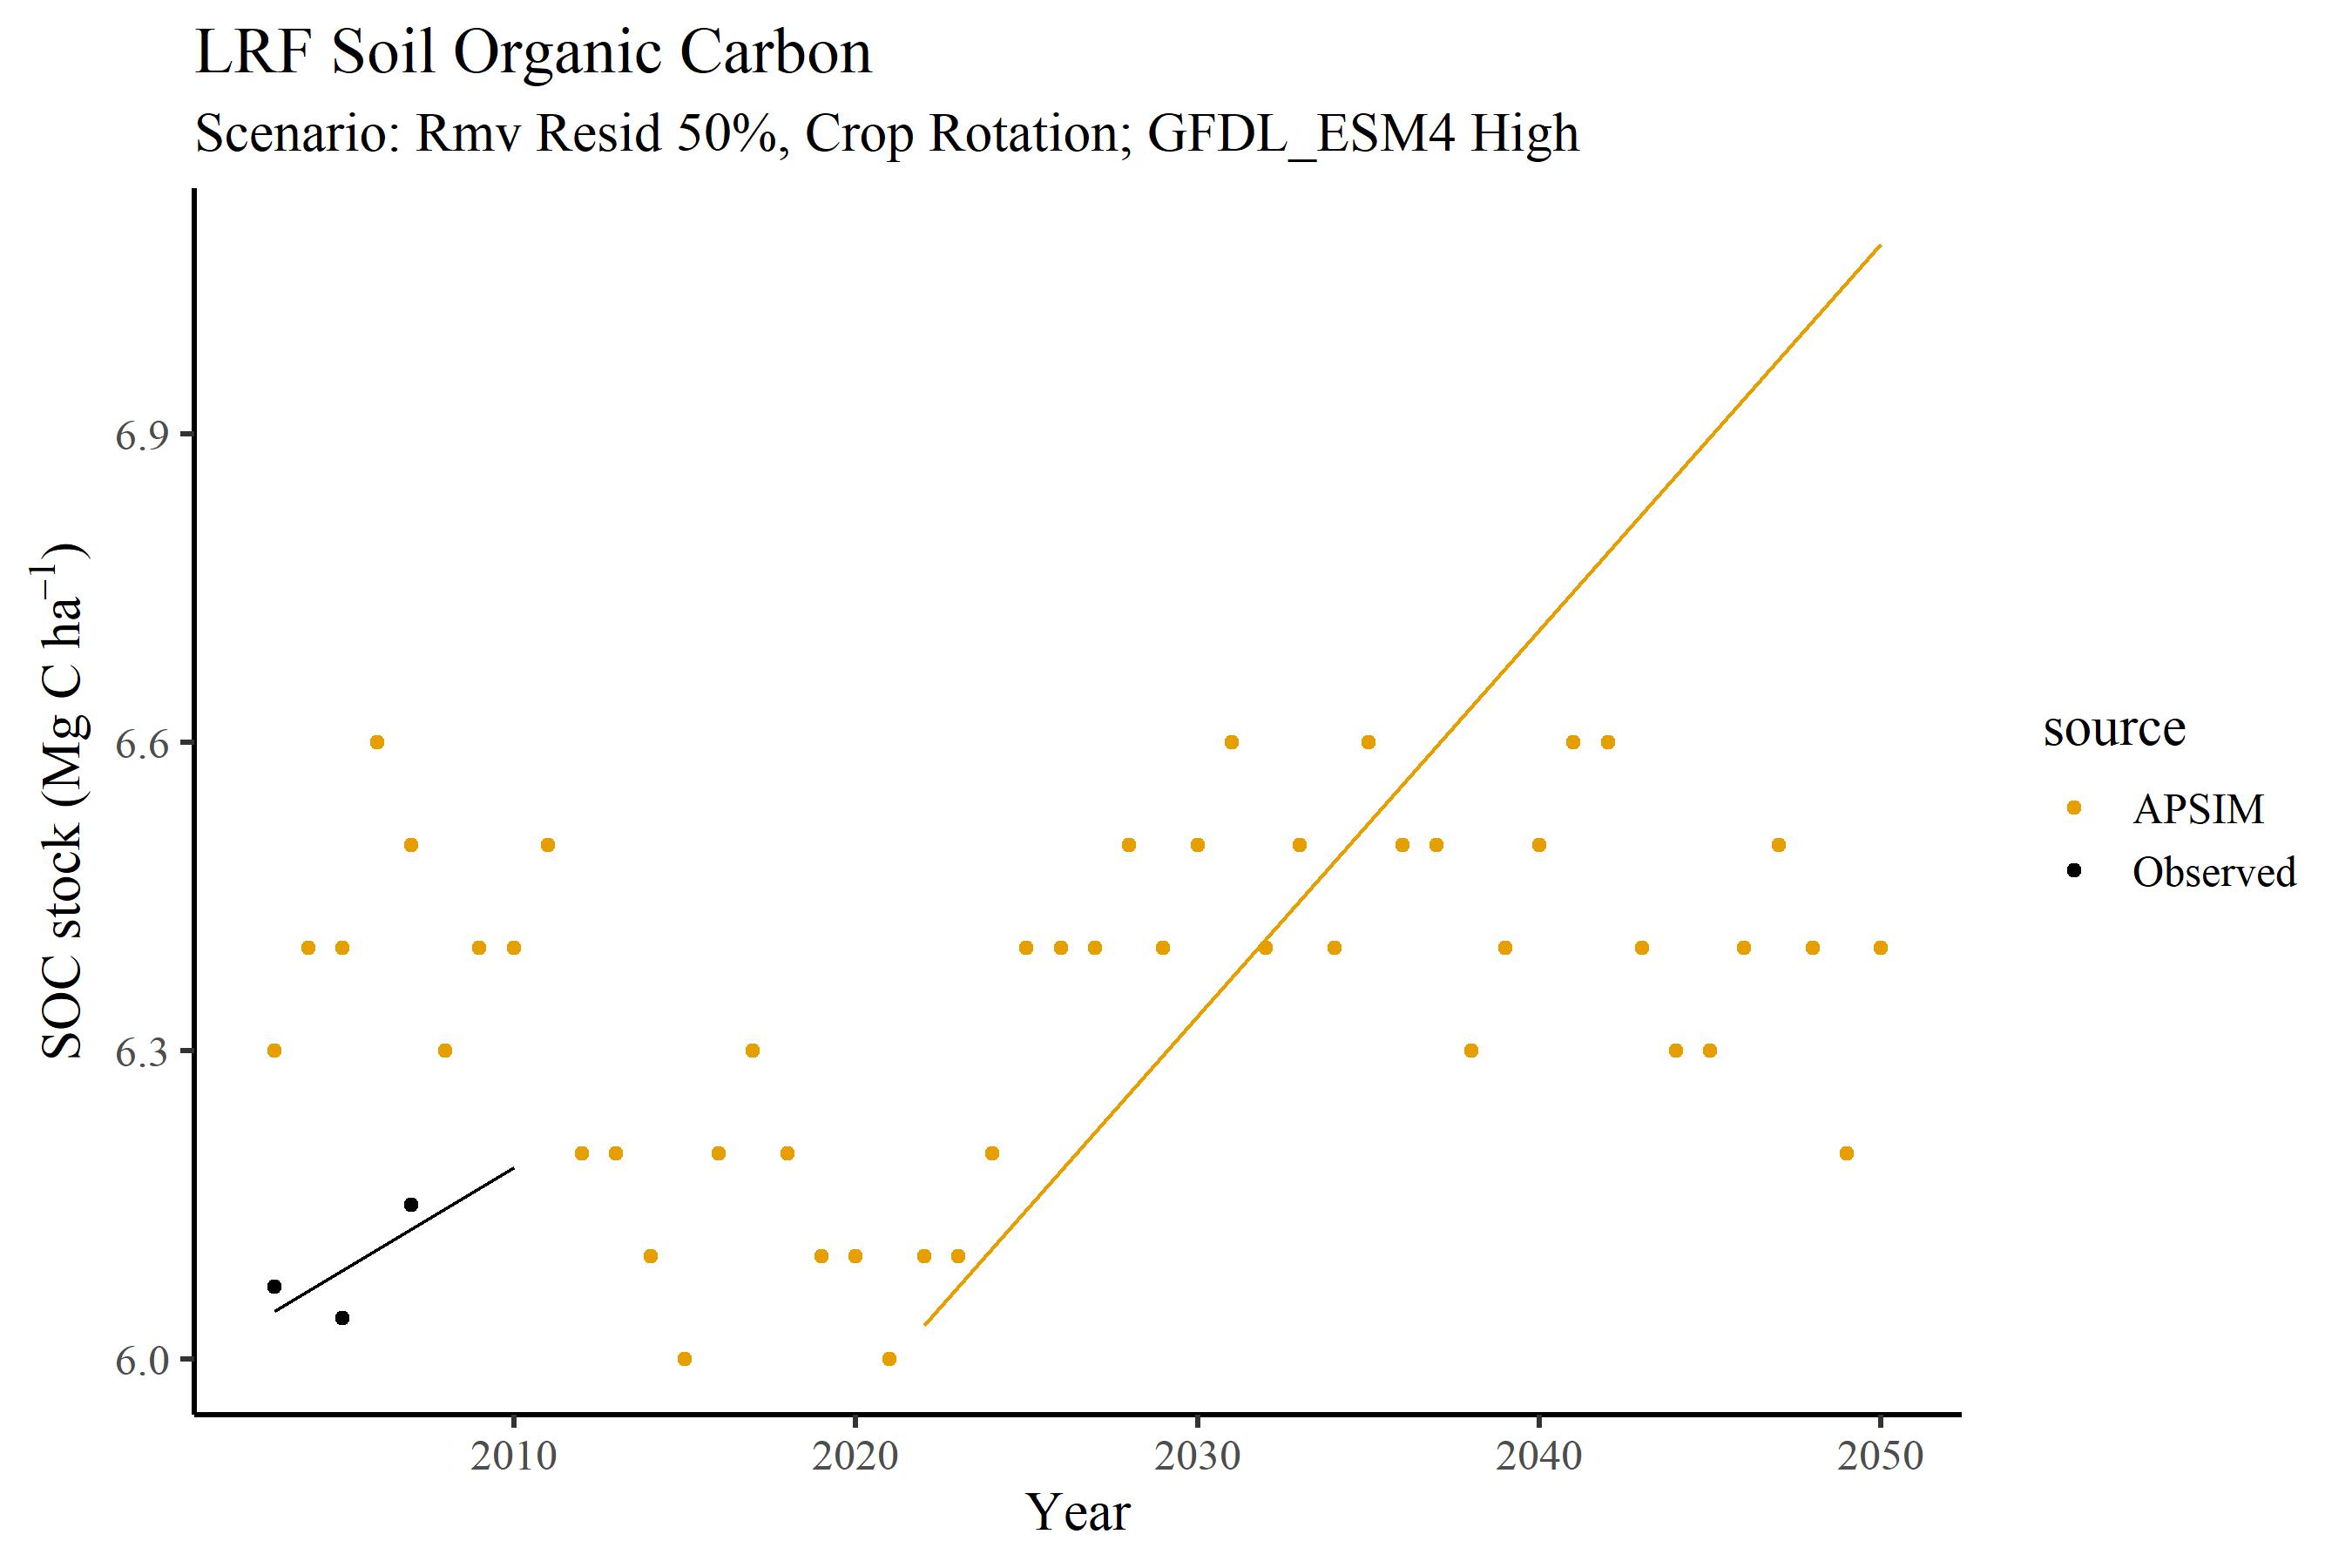 LRF Soil Organic Carbon
Scenario: Rmv Resid 50%, Crop Rotation; GFDL_ESM4 High
SOC stock (Mg C ha⁻¹)
6.9
6.6
6.3
6.0
2010 2020 2030 2040 2050
Year
source
APSIM
Observed